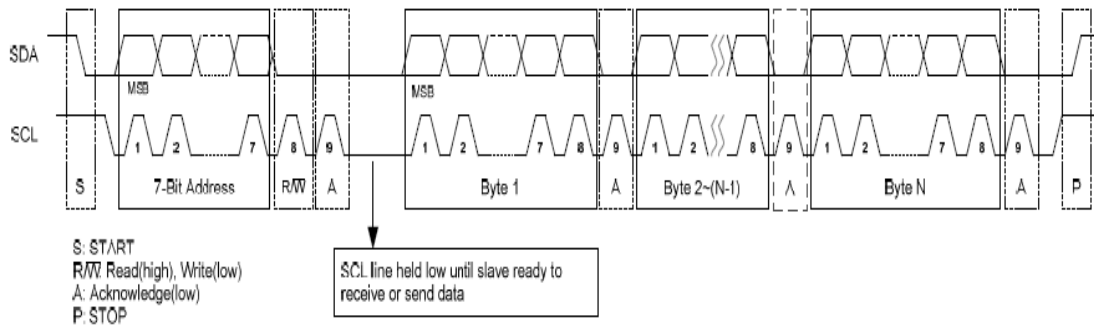 SDA
MSB MSB
SCL
1 2 7 8 9 1 2 7 8 9 1 2 8 9 1 2 7 8 9
S 7-Bit Address R/W A Byte 1 A Byte 2~(N-1) A Byte N A P
S: START
R/W: Read(high), Write(low)
A: Acknowledge(low)
P: STOP
SCL line held low until slave ready to
receive or send data